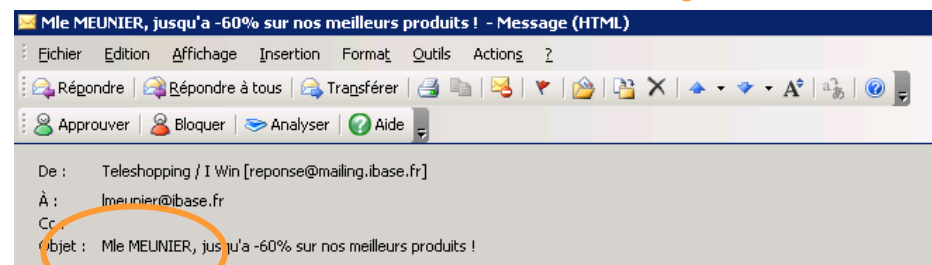 Mle MEUNIER, jusqu'a -60% sur nos meilleurs produits ! - Message (HTML)
Fichier Edition Affichage Insertion Format Outils Actions ?
Répondre Répondre à tous Transférer
Approuver Bloquer Analyser Aide
De : Teleshopping / I Win [reponse@mailing.ibase.fr]
À : lmeunier@ibase.fr
Cc :
Objet : Mle MEUNIER, jusqu'a -60% sur nos meilleurs produits !